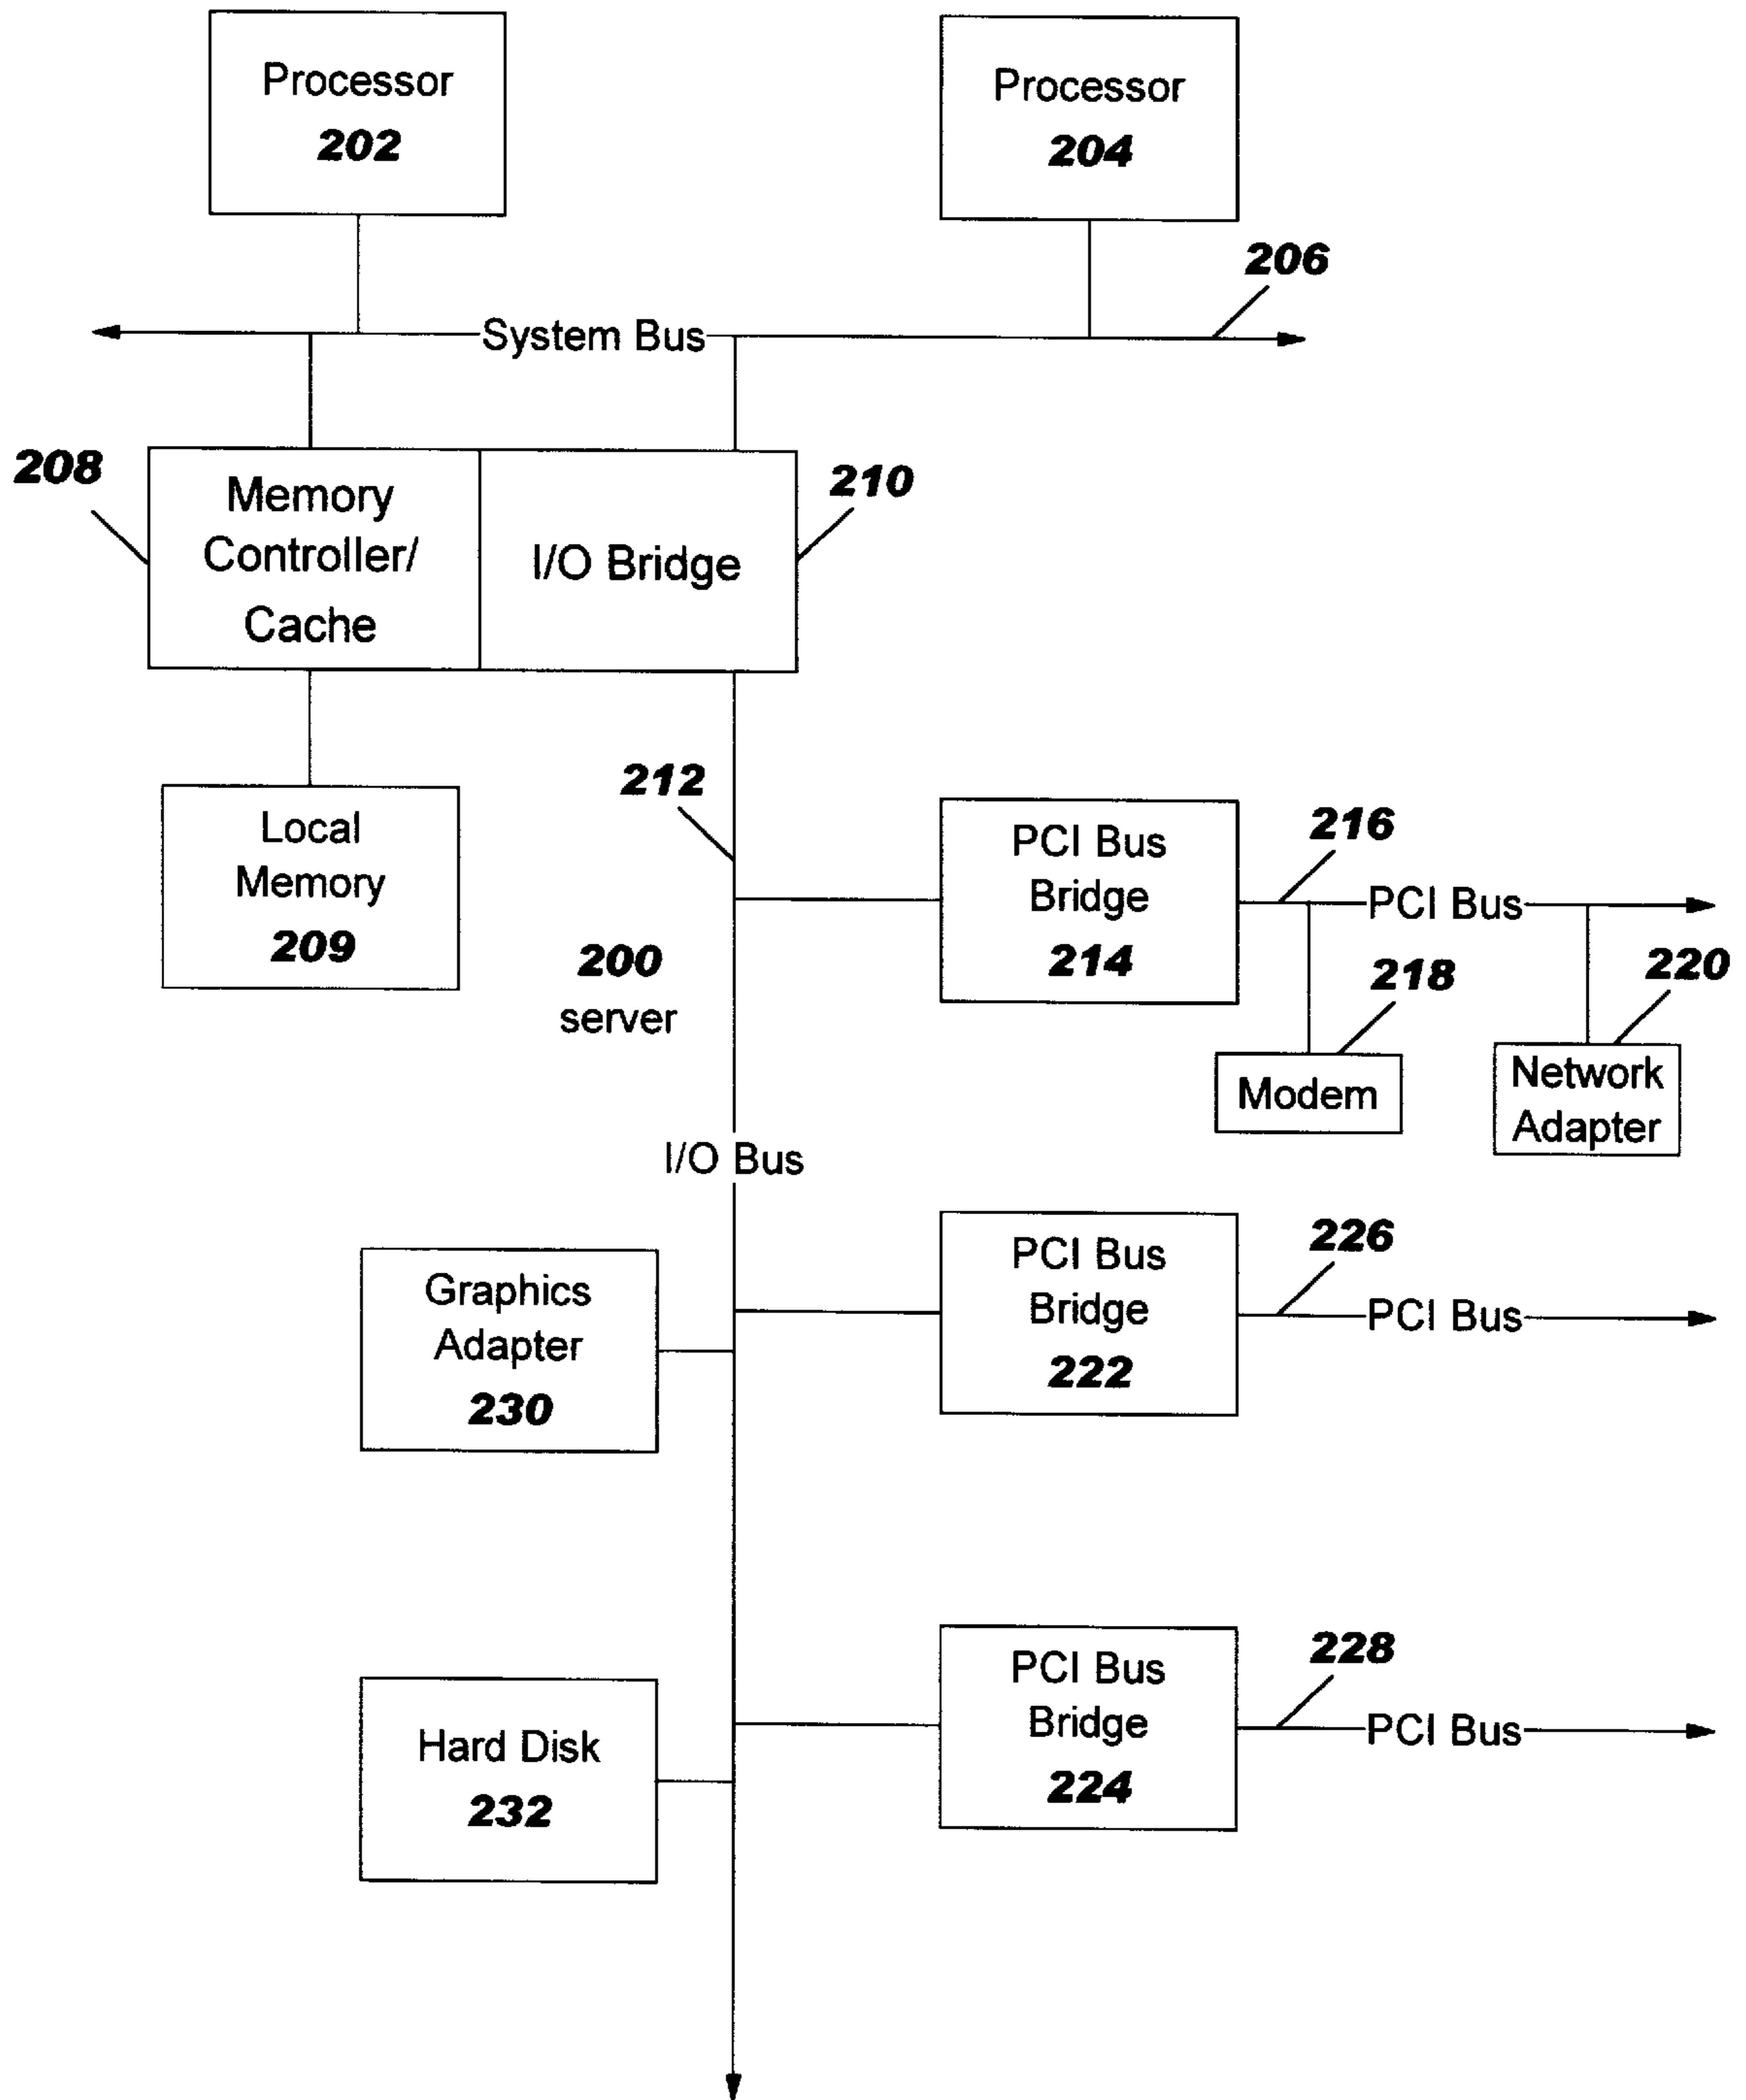 Processor
202
Processor
204
206
System Bus
208
Memory
Controller/
Cache
I/O Bridge
210
Local
Memory
209
212
200
server
PCI Bus
Bridge
214
216
PCI Bus
218
220
Modem
Network
Adapter
I/O Bus
Graphics
Adapter
230
PCI Bus
Bridge
222
226
PCI Bus
Hard Disk
232
PCI Bus
Bridge
224
228
PCI Bus